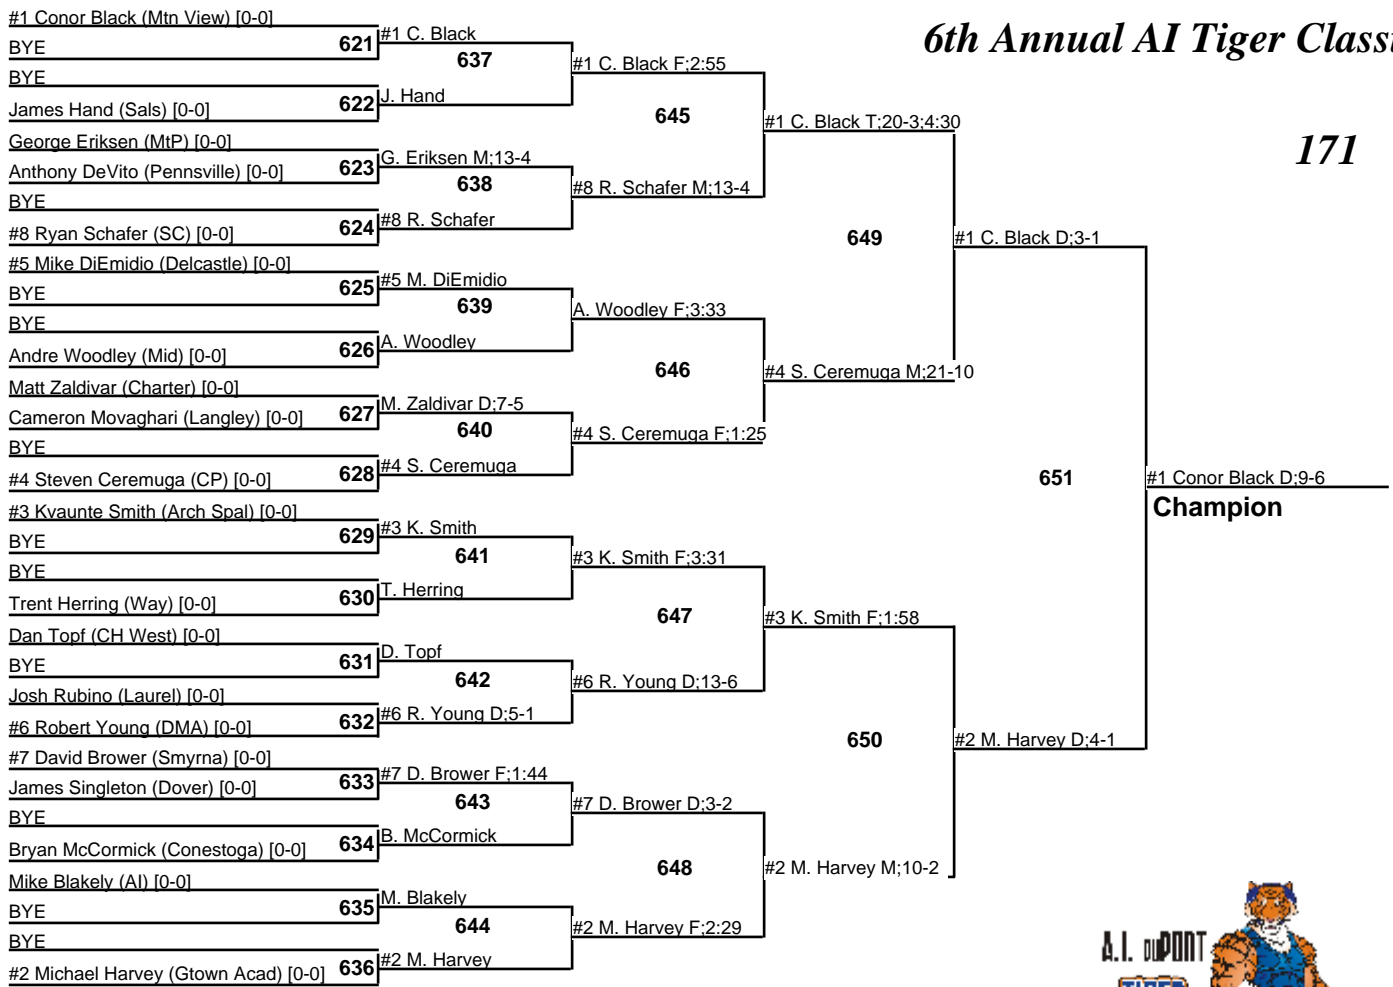 6th Annual AI Tiger
171
#1 Conor Black (Mtn View) [0-0]
BYE
621
#1 C. Black
637
BYE
James Hand (Sals) [0-0]
622
J. Hand
#1 C. Black F;2:55
645
George Eriksen (MtP) [0-0]
Anthony DeVito (Pennsville) [0-0]
623
G. Eriksen M;13-4
638
BYE
#8 Ryan Schafer (SC) [0-0]
624
#8 R. Schafer
#8 R. Schafer M;13-4
#1 C. Black T;20-3;4:30
649
#5 Mike DiEmidio (Delcastle) [0-0]
BYE
625
#5 M. DiEmidio
639
BYE
Andre Woodley (Mid) [0-0]
626
A. Woodley
A. Woodley F;3:33
646
Matt Zaldivar (Charter) [0-0]
Cameron Movaghari (Langley) [0-0]
627
M. Zaldivar D;7-5
640
BYE
#4 Steven Ceremuga (CP) [0-0]
628
#4 S. Ceremuga
#4 S. Ceremuga F;1:25
#4 S. Ceremuga M;21-10
#1 C. Black D;3-1
651
#1 Conor Black D;9-6
Champion
#3 Kvaunte Smith (Arch Spal) [0-0]
BYE
629
#3 K. Smith
641
BYE
Trent Herring (Way) [0-0]
630
T. Herring
#3 K. Smith F;3:31
647
Dan Topf (CH West) [0-0]
BYE
631
D. Topf
642
Josh Rubino (Laurel) [0-0]
#6 Robert Young (DMA) [0-0]
632
#6 R. Young D;5-1
#6 R. Young D;13-6
#3 K. Smith F;1:58
650
#7 David Brower (Smyrna) [0-0]
James Singleton (Dover) [0-0]
633
#7 D. Brower F;1:44
643
BYE
Bryan McCormick (Conestoga) [0-0]
634
B. McCormick
#7 D. Brower D;3-2
648
Mike Blakely (AI) [0-0]
BYE
635
M. Blakely
644
BYE
#2 Michael Harvey (Gtown Acad) [0-0]
636
#2 M. Harvey
#2 M. Harvey F;2:29
#2 M. Harvey M;10-2
#2 M. Harvey D;4-1
A.I. duPONT
TIGER